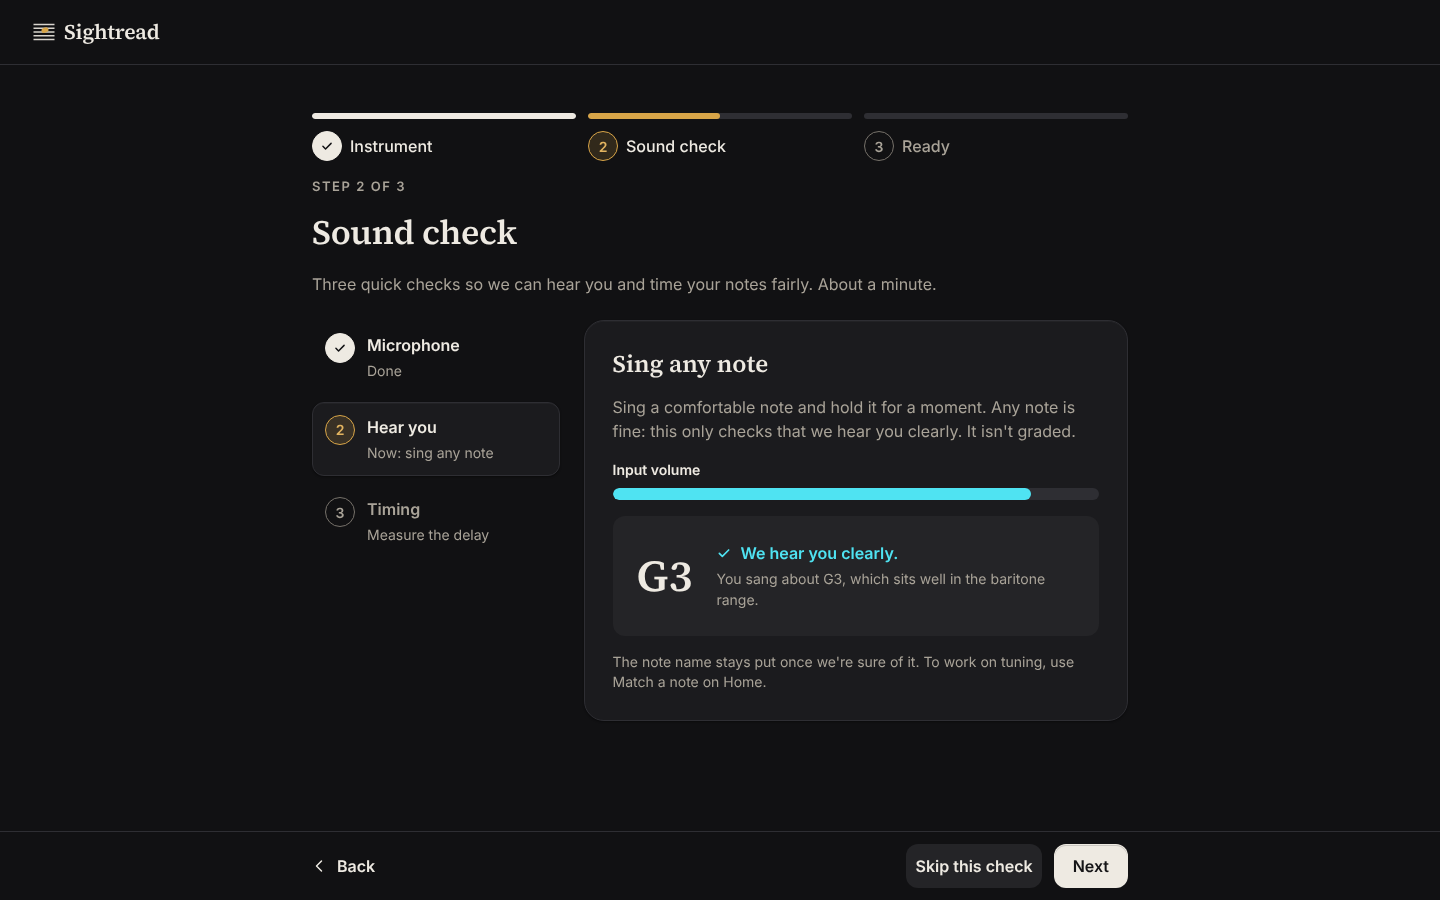 Sightread
Instrument
2 Sound check
3 Ready
STEP 2 OF 3
Sound check
Three quick checks so we can hear you and time your notes fairly. About a minute.
Microphone
Done
2 Hear you
Now: sing any note
3 Timing
Measure the delay
Sing any note
Sing a comfortable note and hold it for a moment. Any note is
fine: this only checks that we hear you clearly. It isn't graded.
Input volume
G3
We hear you clearly.
You sang about G3, which sits well in the baritone
range.
The note name stays put once we're sure of it. To work on tuning, use
Match a note on Home.
Back
Skip this check
Next